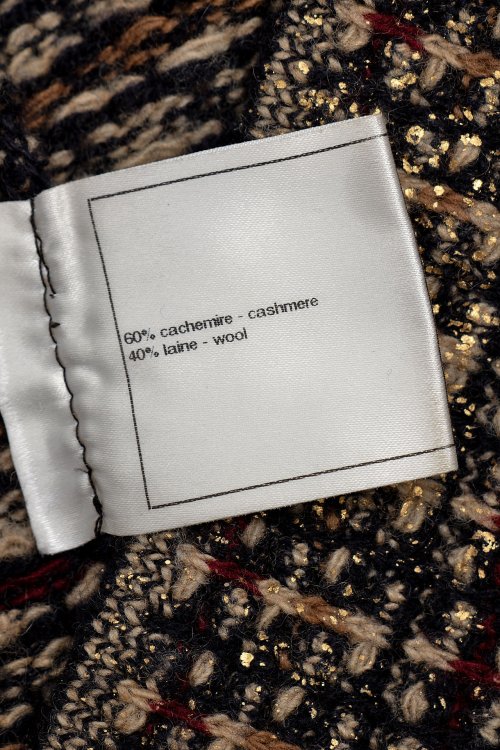 60% cachemire - cashmere
40% laine - wool